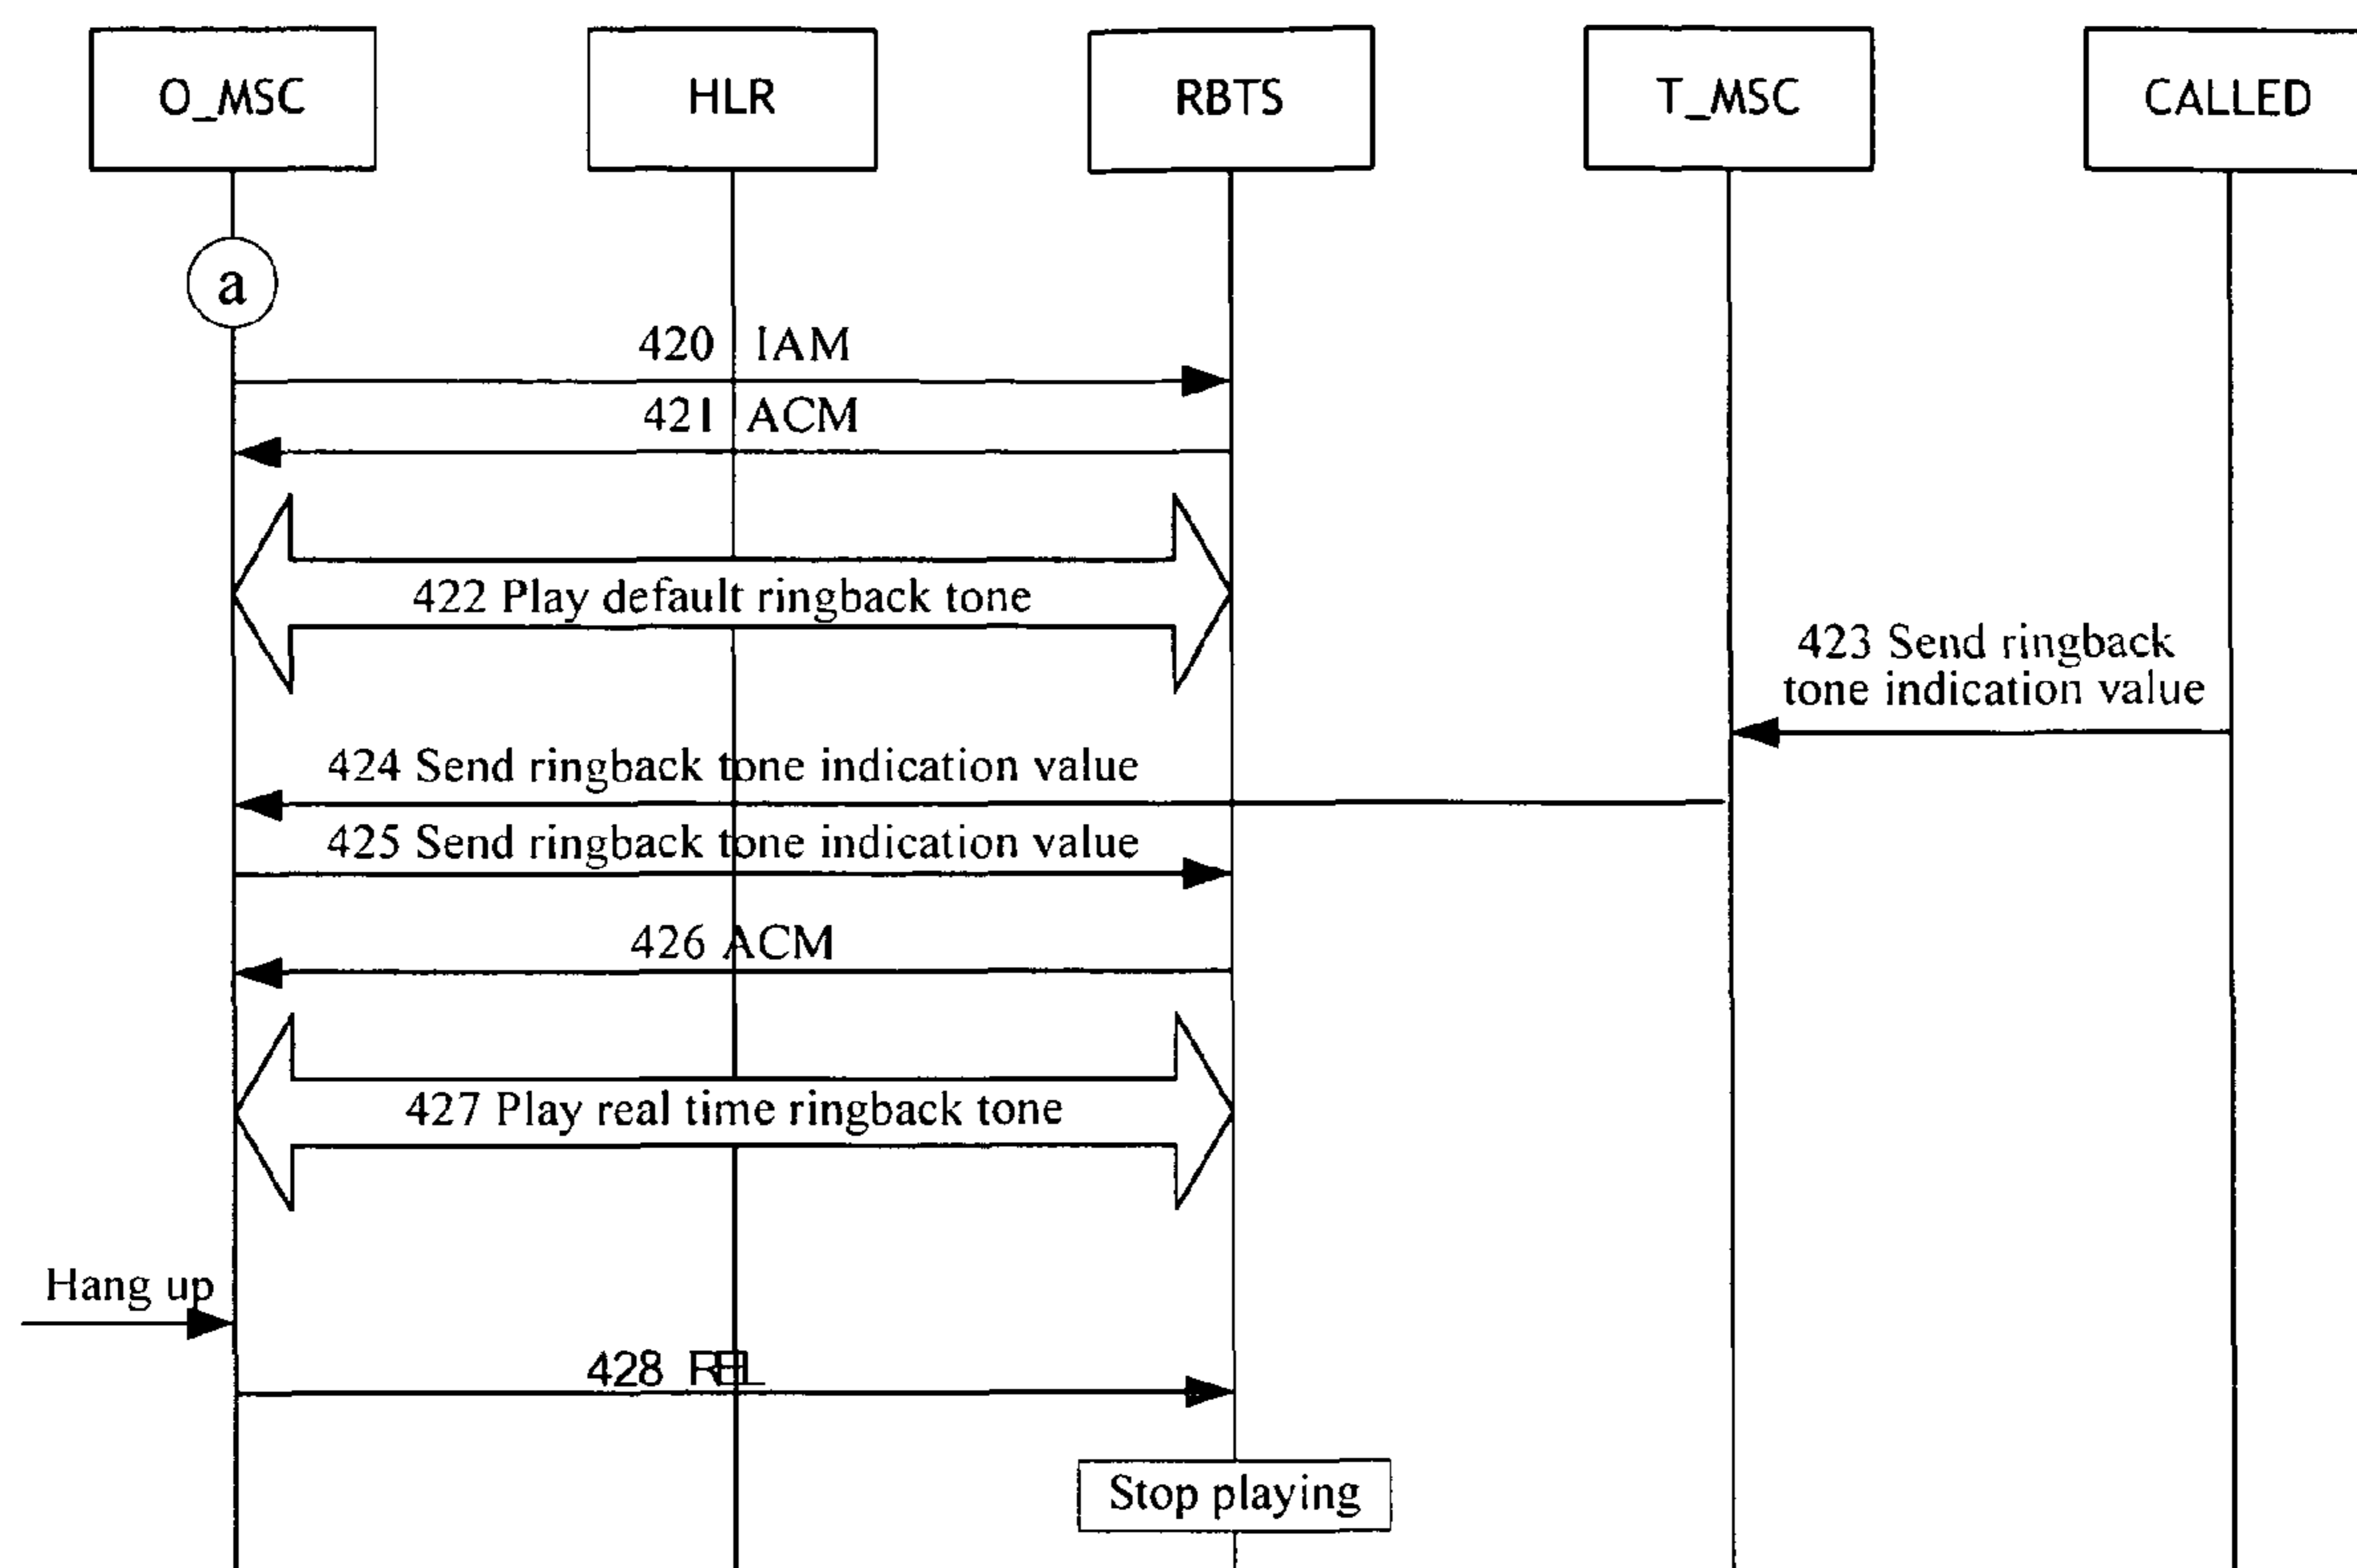 O_MSC
HLR
RBTS
T_MSC
CALLED
a
420 IAM
421 ACM
422 Play default ringback tone
423 Send ringback
tone indication value
424 Send ringback tone indication value
425 Send ringback tone indication value
426 ACM
427 Play real time ringback tone
Hang up
428 REL
Stop playing